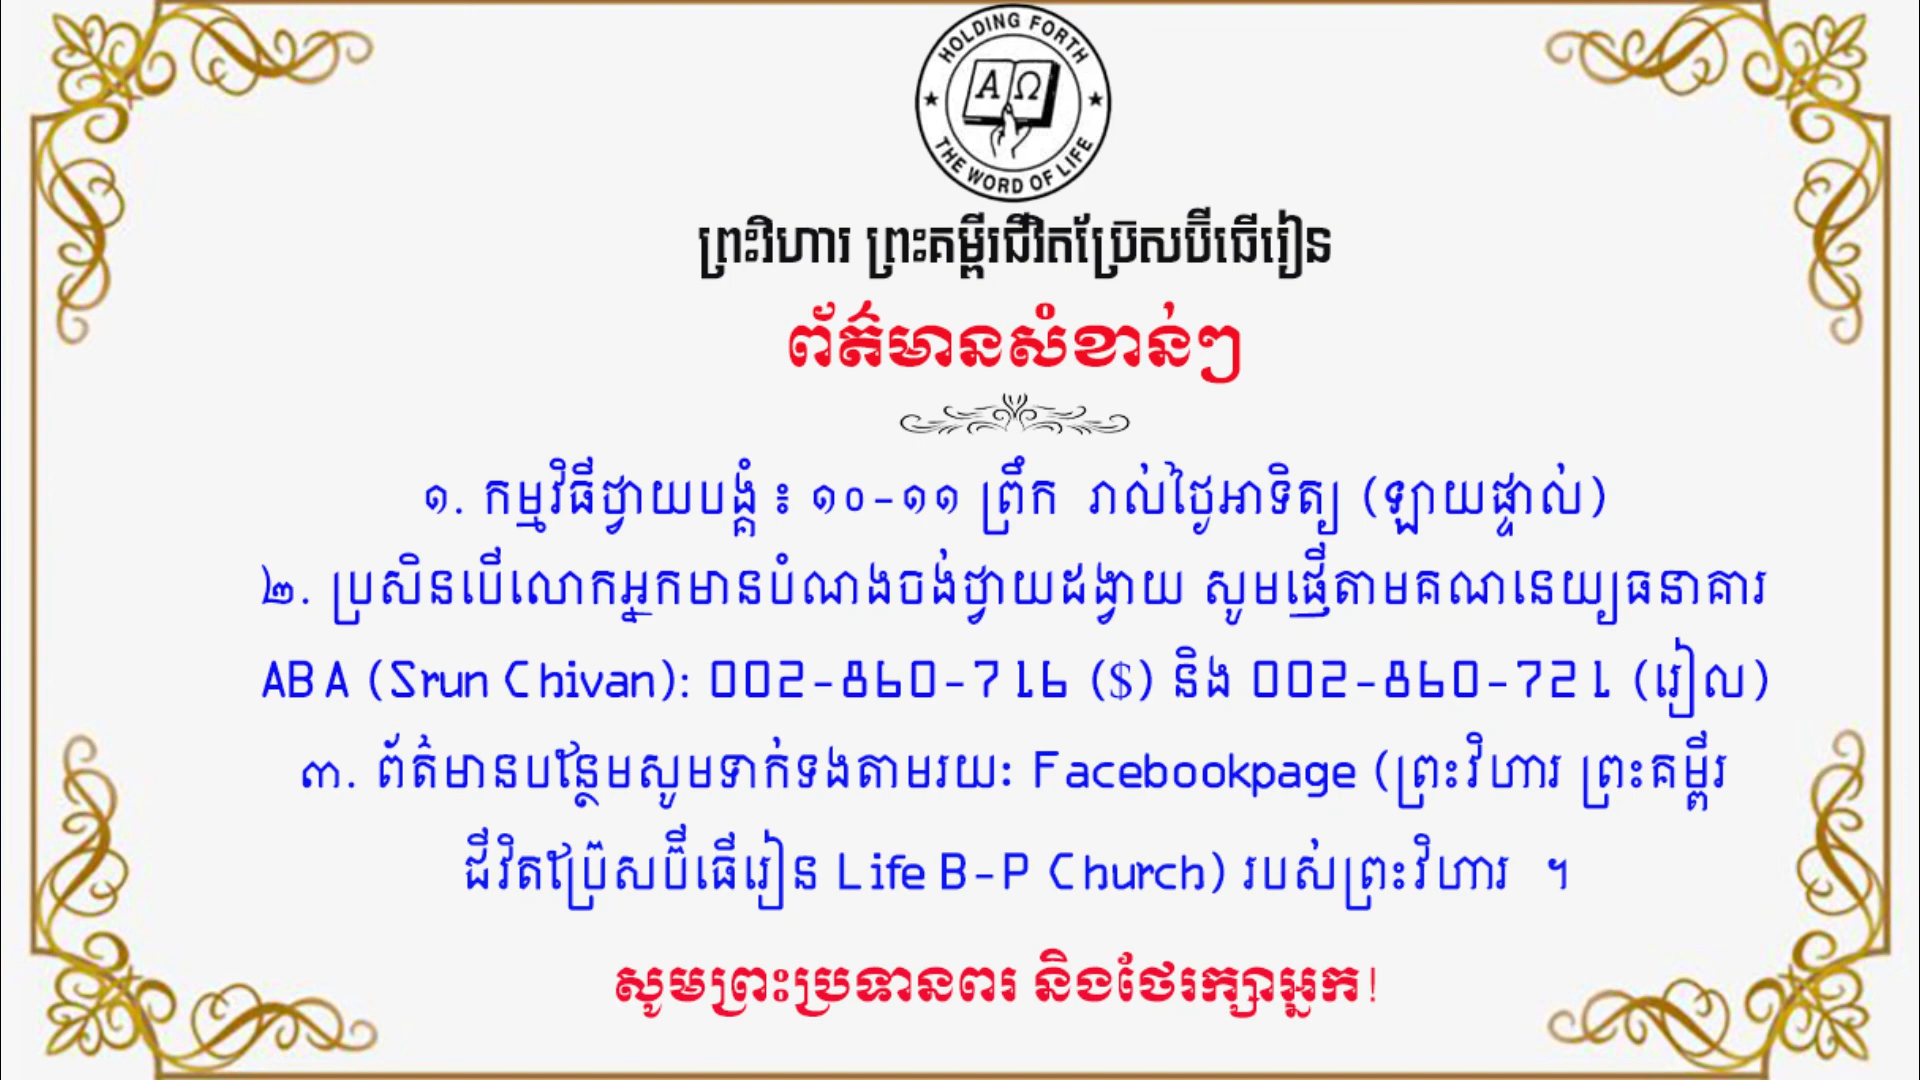 HOLDING FORTH
Α Ω
THE WORD OF LIFE
ព្រះវិហារ ព្រះគម្ពីរជីវិតប្រ៊ែសប៊ីធើរៀន
ព័ត៌មានសំខាន់ៗ
១. កម្មវិធីថ្វាយបង្គំ ៖ ១០-១១ ព្រឹក រាល់ថ្ងៃអាទិត្យ (ឡាយផ្ទាល់)
២. ប្រសិនបើលោកអ្នកមានបំណងចង់ថ្វាយដង្វាយ សូមផ្ញើតាមគណនេយ្យធនាគារ
ABA (Srun Chivan): 002-860-716 ($) និង 002-860-721 (រៀល)
៣. ព័ត៌មានបន្ថែមសូមទាក់ទងតាមរយៈ Facebookpage (ព្រះវិហារ ព្រះគម្ពីរ
ជីវិតប្រ៊ែសប៊ីធើរៀន Life B-P Church) របស់ព្រះវិហារ ។
សូមព្រះប្រទានពរ និងថែរក្សាអ្នក!